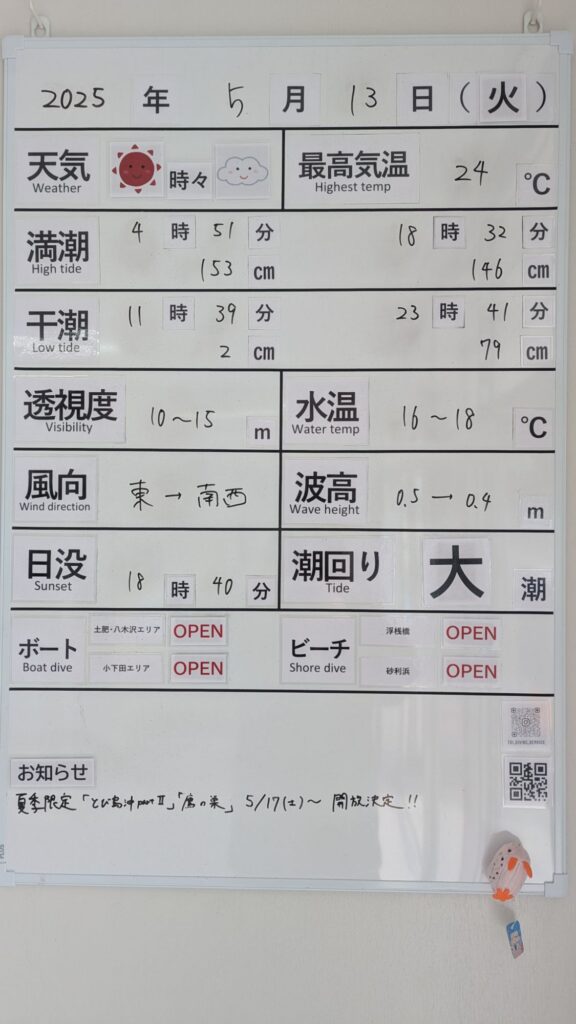 2025 年 5 月 13 日 (火)
天気 Weather 時々 最高気温 Highest temp 24 ℃
満潮 High tide 4 時 51 分 18 時 32 分
153 cm 146 cm
干潮 Low tide 11 時 39 分 23 時 41 分
2 cm 79 cm
透視度 Visibility 10〜15 m 水温 Water temp 16〜18 ℃
風向 Wind direction 東→南西 波高 Wave height 0.5→0.4 m
日没 Sunset 18 時 40 分 潮回り Tide 大 潮
ボート Boat dive 土肥・八木沢エリア OPEN ビーチ Shore dive 浮桟橋 OPEN
小下田エリア OPEN 砂利浜 OPEN
TOI_DIVING_SERVICE
お知らせ
夏季限定「とび島沖partⅡ」「鷹の巣」 5/17(土)〜 開放決定!!
PLUS